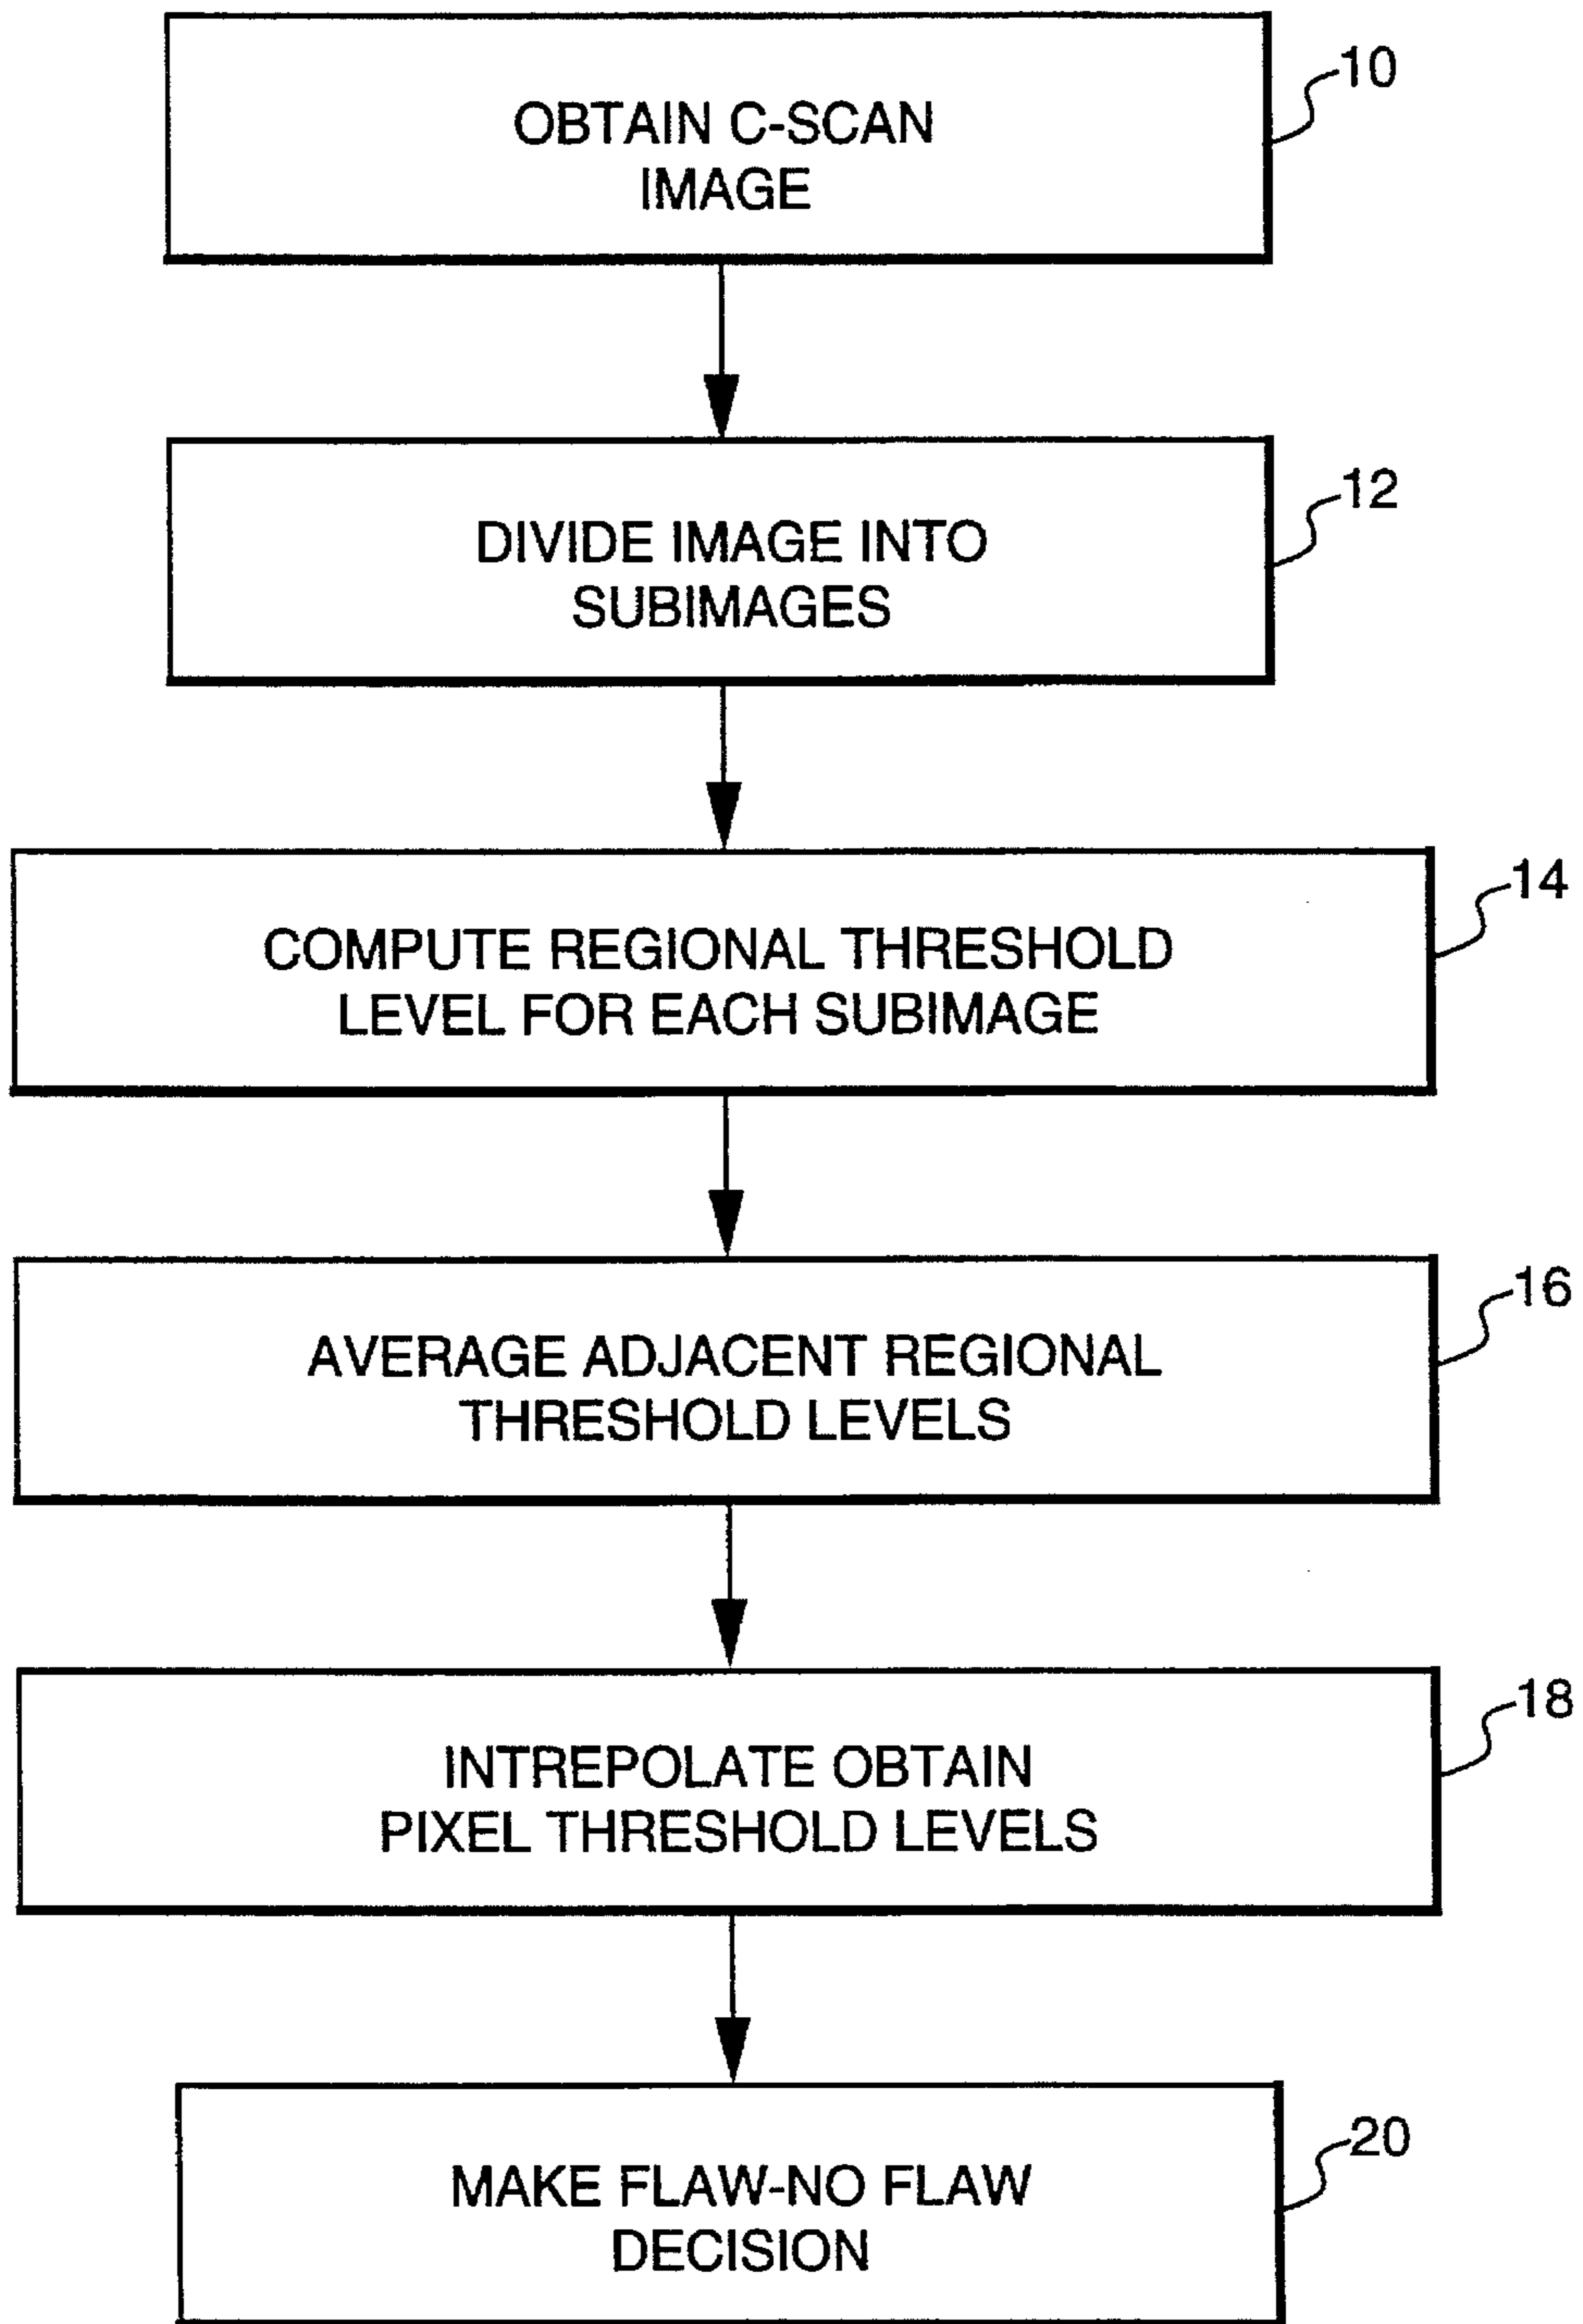 OBTAIN C-SCAN
IMAGE
10
DIVIDE IMAGE INTO
SUBIMAGES
12
COMPUTE REGIONAL THRESHOLD
LEVEL FOR EACH SUBIMAGE
14
AVERAGE ADJACENT REGIONAL
THRESHOLD LEVELS
16
INTREPOLATE OBTAIN
PIXEL THRESHOLD LEVELS
18
MAKE FLAW-NO FLAW
DECISION
20